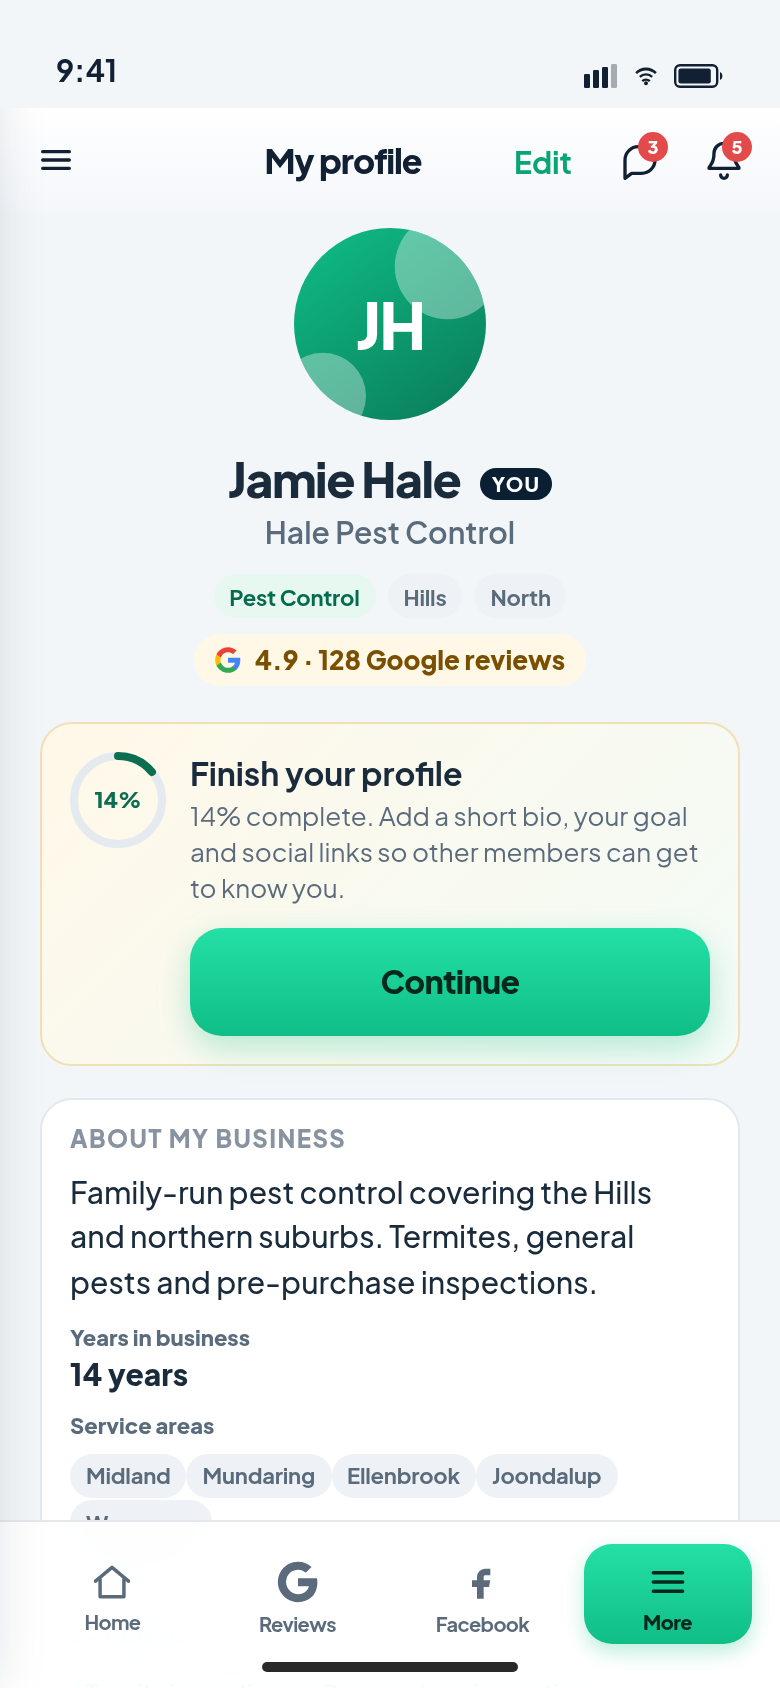 9:41
My profile
Edit
3
5
JH
Jamie Hale YOU
Hale Pest Control
Pest Control Hills North
4.9 · 128 Google reviews
14%
Finish your profile
14% complete. Add a short bio, your goal
and social links so other members can get
to know you.
Continue
ABOUT MY BUSINESS
Family-run pest control covering the Hills
and northern suburbs. Termites, general
pests and pre-purchase inspections.
Years in business
14 years
Service areas
Midland Mundaring Ellenbrook Joondalup
Home Reviews Facebook More